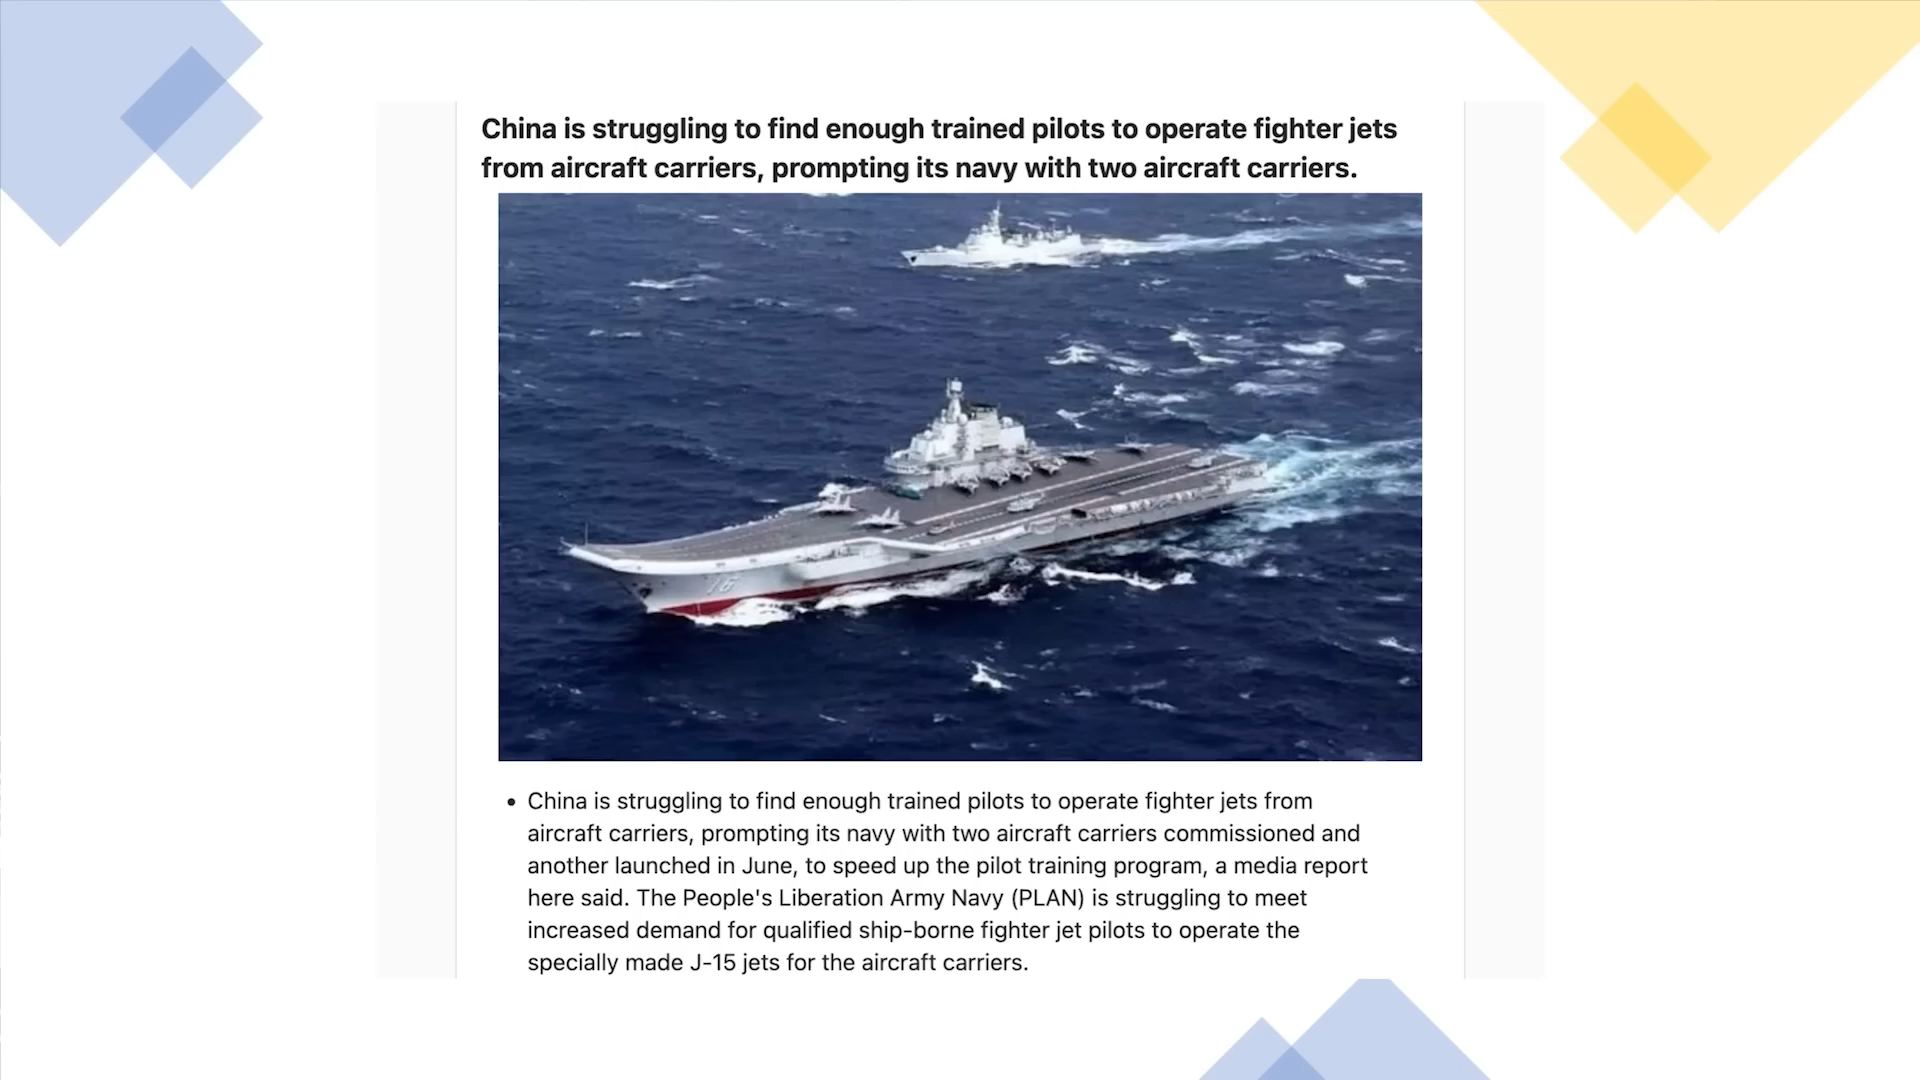 China is struggling to find enough trained pilots to operate fighter jets
from aircraft carriers, prompting its navy with two aircraft carriers.
16
• China is struggling to find enough trained pilots to operate fighter jets from
aircraft carriers, prompting its navy with two aircraft carriers commissioned and
another launched in June, to speed up the pilot training program, a media report
here said. The People's Liberation Army Navy (PLAN) is struggling to meet
increased demand for qualified ship-borne fighter jet pilots to operate the
specially made J-15 jets for the aircraft carriers.